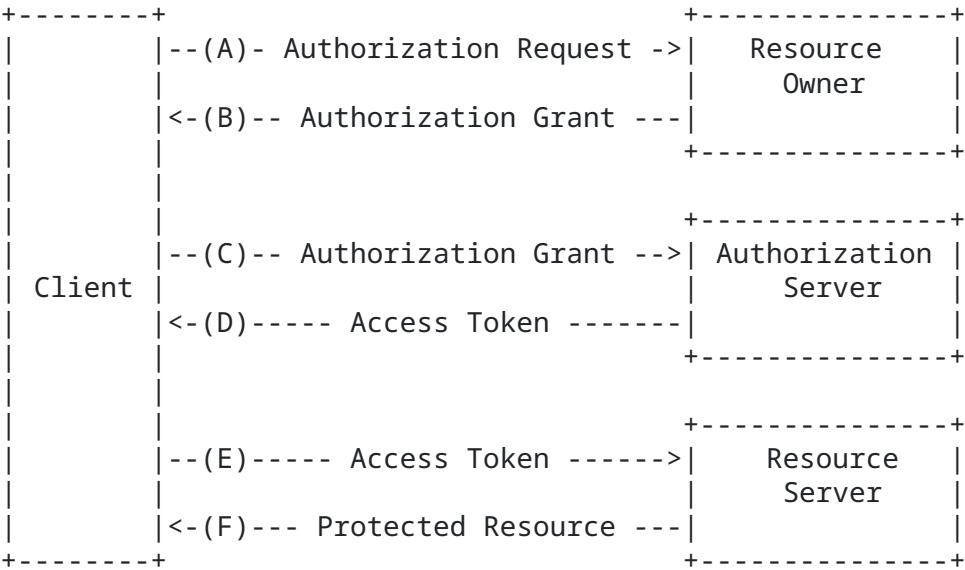 +--------+                               +---------------+
|        |--(A)- Authorization Request ->|   Resource    |
|        |                               |     Owner     |
|        |<-(B)-- Authorization Grant ---|               |
|        |                               +---------------+
|        |
|        |                               +---------------+
|        |--(C)-- Authorization Grant -->| Authorization |
| Client |                               |     Server    |
|        |<-(D)----- Access Token -------|               |
|        |                               +---------------+
|        |
|        |                               +---------------+
|        |--(E)----- Access Token ------>|    Resource   |
|        |                               |     Server    |
|        |<-(F)--- Protected Resource ---|               |
+--------+                               +---------------+